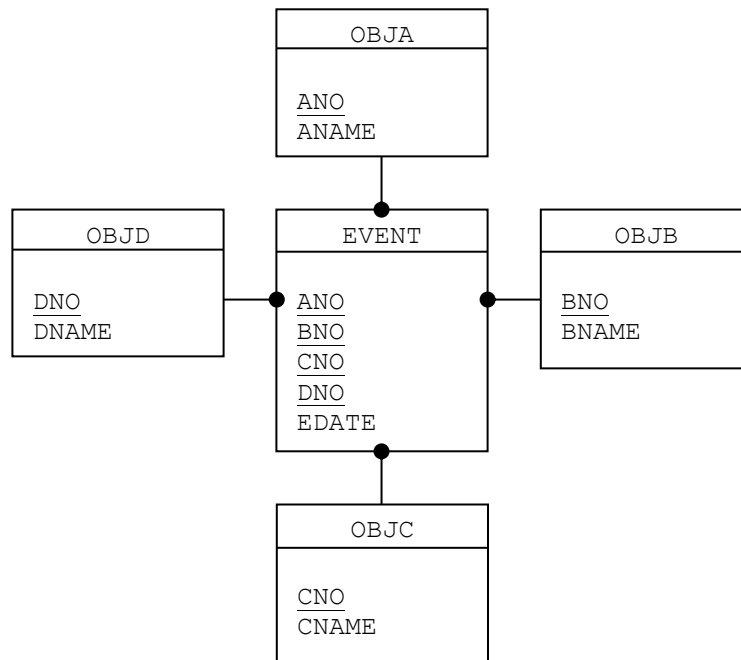 OBJA
ANO
ANAME
OBJD
DNO
DNAME
EVENT
ANO
BNO
CNO
DNO
EDATE
OBJB
BNO
BNAME
OBJC
CNO
CNAME